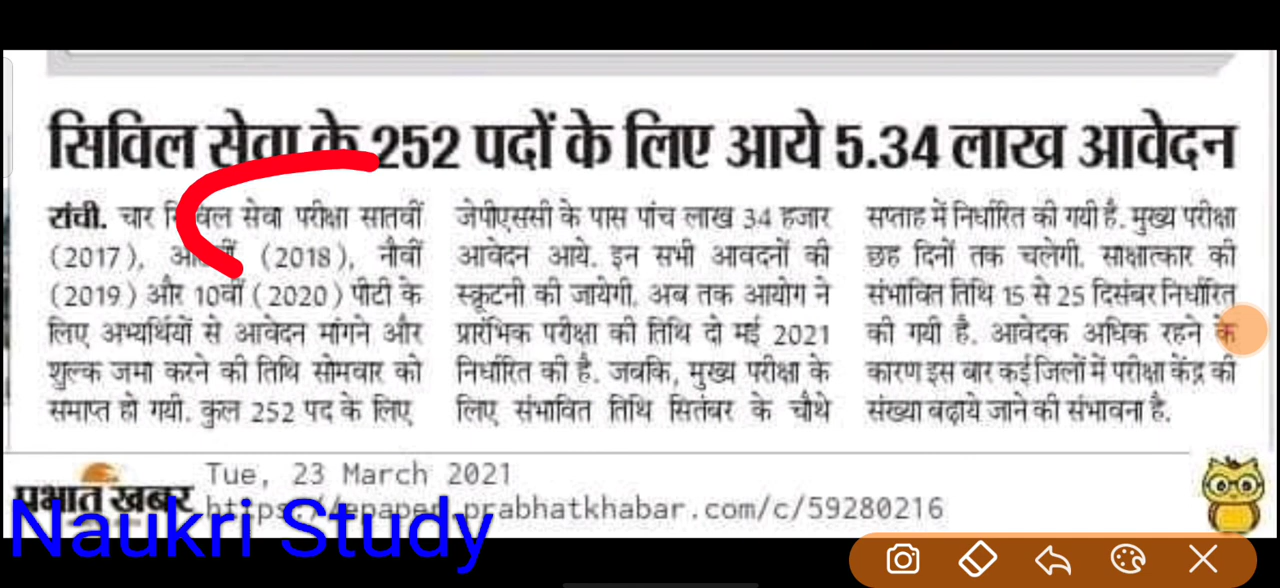 सिविल सेवा के 252 पदों के लिए आये 5.34 लाख आवेदन
रांची. चार सिविल सेवा परीक्षा सातवीं
(2017), आठवीं (2018), नौवीं
(2019) और 10वीं (2020) पीटी के
लिए अभ्यर्थियों से आवेदन मांगने और
शुल्क जमा करने की तिथि सोमवार को
समाप्त हो गयी. कुल 252 पद के लिए
जेपीएससी के पास पांच लाख 34 हजार
आवेदन आये. इन सभी आवदनों की
स्क्रूटनी की जायेगी. अब तक आयोग ने
प्रारंभिक परीक्षा की तिथि दो मई 2021
निर्धारित की है. जबकि, मुख्य परीक्षा के
लिए संभावित तिथि सितंबर के चौथे
सप्ताह में निर्धारित की गयी है. मुख्य परीक्षा
छह दिनों तक चलेगी. साक्षात्कार की
संभावित तिथि 15 से 25 दिसंबर निर्धारित
की गयी है. आवेदक अधिक रहने के
कारण इस बार कई जिलों में परीक्षा केंद्र की
संख्या बढ़ाये जाने की संभावना है.
प्रभात खबर
Tue, 23 March 2021
https://epaper.prabhatkhabar.com/c/59280216
Naukri Study